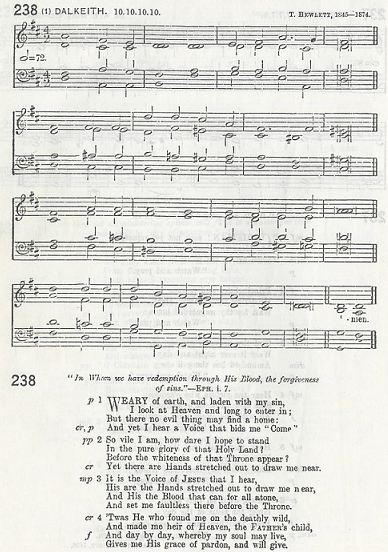 238 (1) DALKEITH. 10.10.10.10. T. HEWLETT, 1845—1874.
=72.
A - men.
238
"In Whom we have redemption through His Blood, the forgiveness
of sins."—EPH. i. 7.
p 1 WEARY of earth, and laden with my sin,
I look at Heaven and long to enter in;
But there no evil thing may find a home:
cr, p And yet I hear a Voice that bids me "Come"
pp 2 So vile I am, how dare I hope to stand
In the pure glory of that Holy Land?
Before the whiteness of that Throne appear?
cr Yet there are Hands stretched out to draw me near.
mp 3 It is the Voice of JESUS that I hear,
His are the Hands stretched out to draw me near,
And His the Blood that can for all atone,
And set me faultless there before the Throne.
cr 4 'Twas He who found me on the deathly wild,
And made me heir of Heaven, the FATHER'S child,
f And day by day, whereby my soul may live,
Gives me His grace of pardon, and will give.